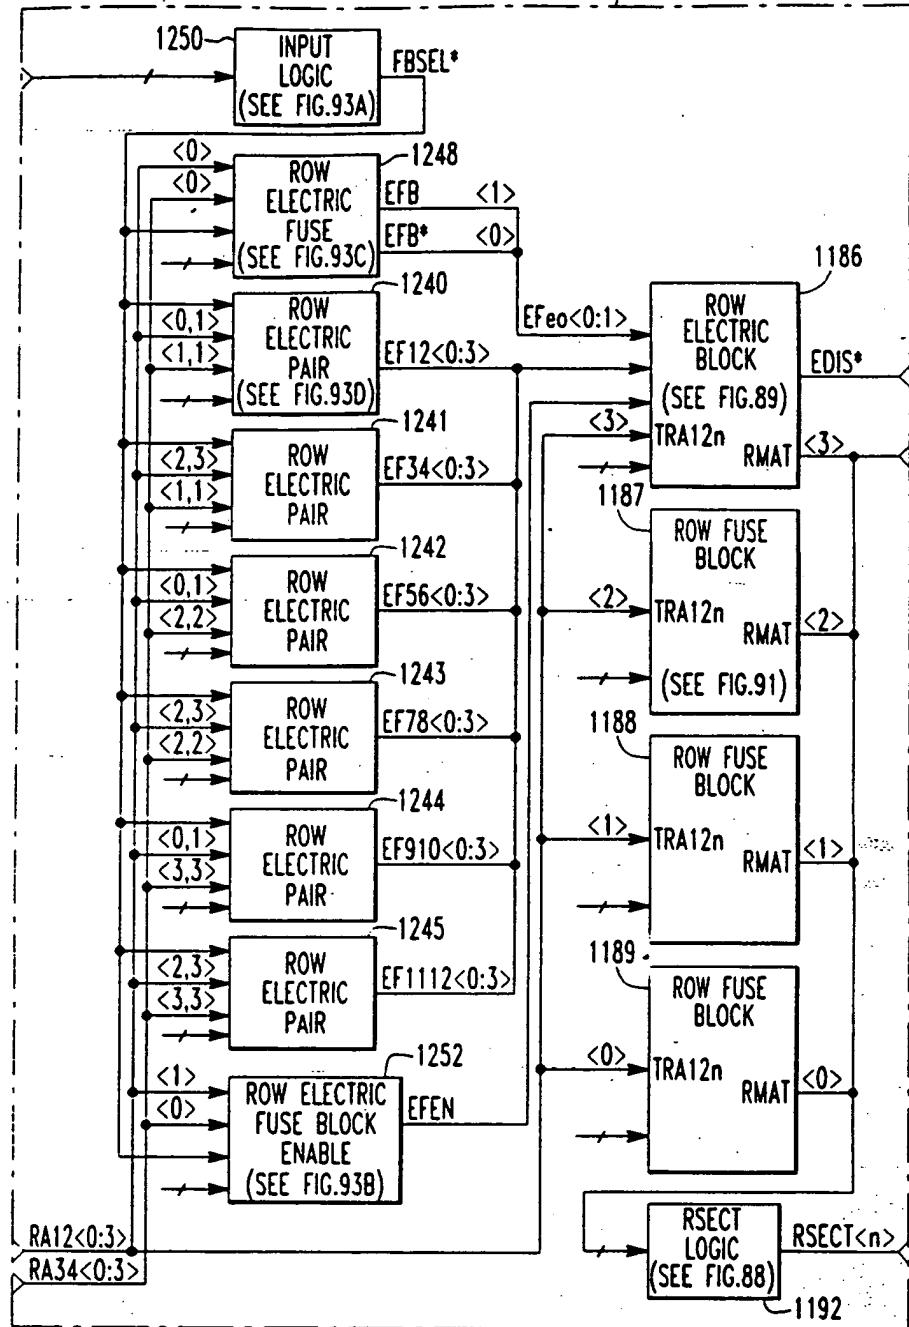 1250
INPUT
LOGIC
(SEE FIG.93A)
FBSEL*
<0>
<0>
ROW
ELECTRIC
FUSE
(SEE FIG.93C)
1248
EFB <1>
EFB* <0>
1240
<0,1>
<1,1>
ROW
ELECTRIC
PAIR
(SEE FIG.93D)
EF12<0:3>
1241
<2,3>
<1,1>
ROW
ELECTRIC
PAIR
EF34<0:3>
1242
<0,1>
<2,2>
ROW
ELECTRIC
PAIR
EF56<0:3>
1243
<2,3>
<2,2>
ROW
ELECTRIC
PAIR
EF78<0:3>
1244
<0,1>
<3,3>
ROW
ELECTRIC
PAIR
EF910<0:3>
1245
<2,3>
<3,3>
ROW
ELECTRIC
PAIR
EF1112<0:3>
1252
<1>
<0>
ROW ELECTRIC
FUSE BLOCK
ENABLE
(SEE FIG.93B)
EFEN
RA12<0:3>
RA34<0:3>
EFeo<0:1>
1186
ROW
ELECTRIC
BLOCK
(SEE FIG.89)
<3> TRA12n
RMAT <3>
EDIS*
1187
ROW FUSE
BLOCK
<2> TRA12n
RMAT <2>
(SEE FIG.91)
1188
ROW FUSE
BLOCK
<1> TRA12n
RMAT <1>
1189
ROW FUSE
BLOCK
<0> TRA12n
RMAT <0>
RSECT
LOGIC
(SEE FIG.88)
RSECT<n>
1192